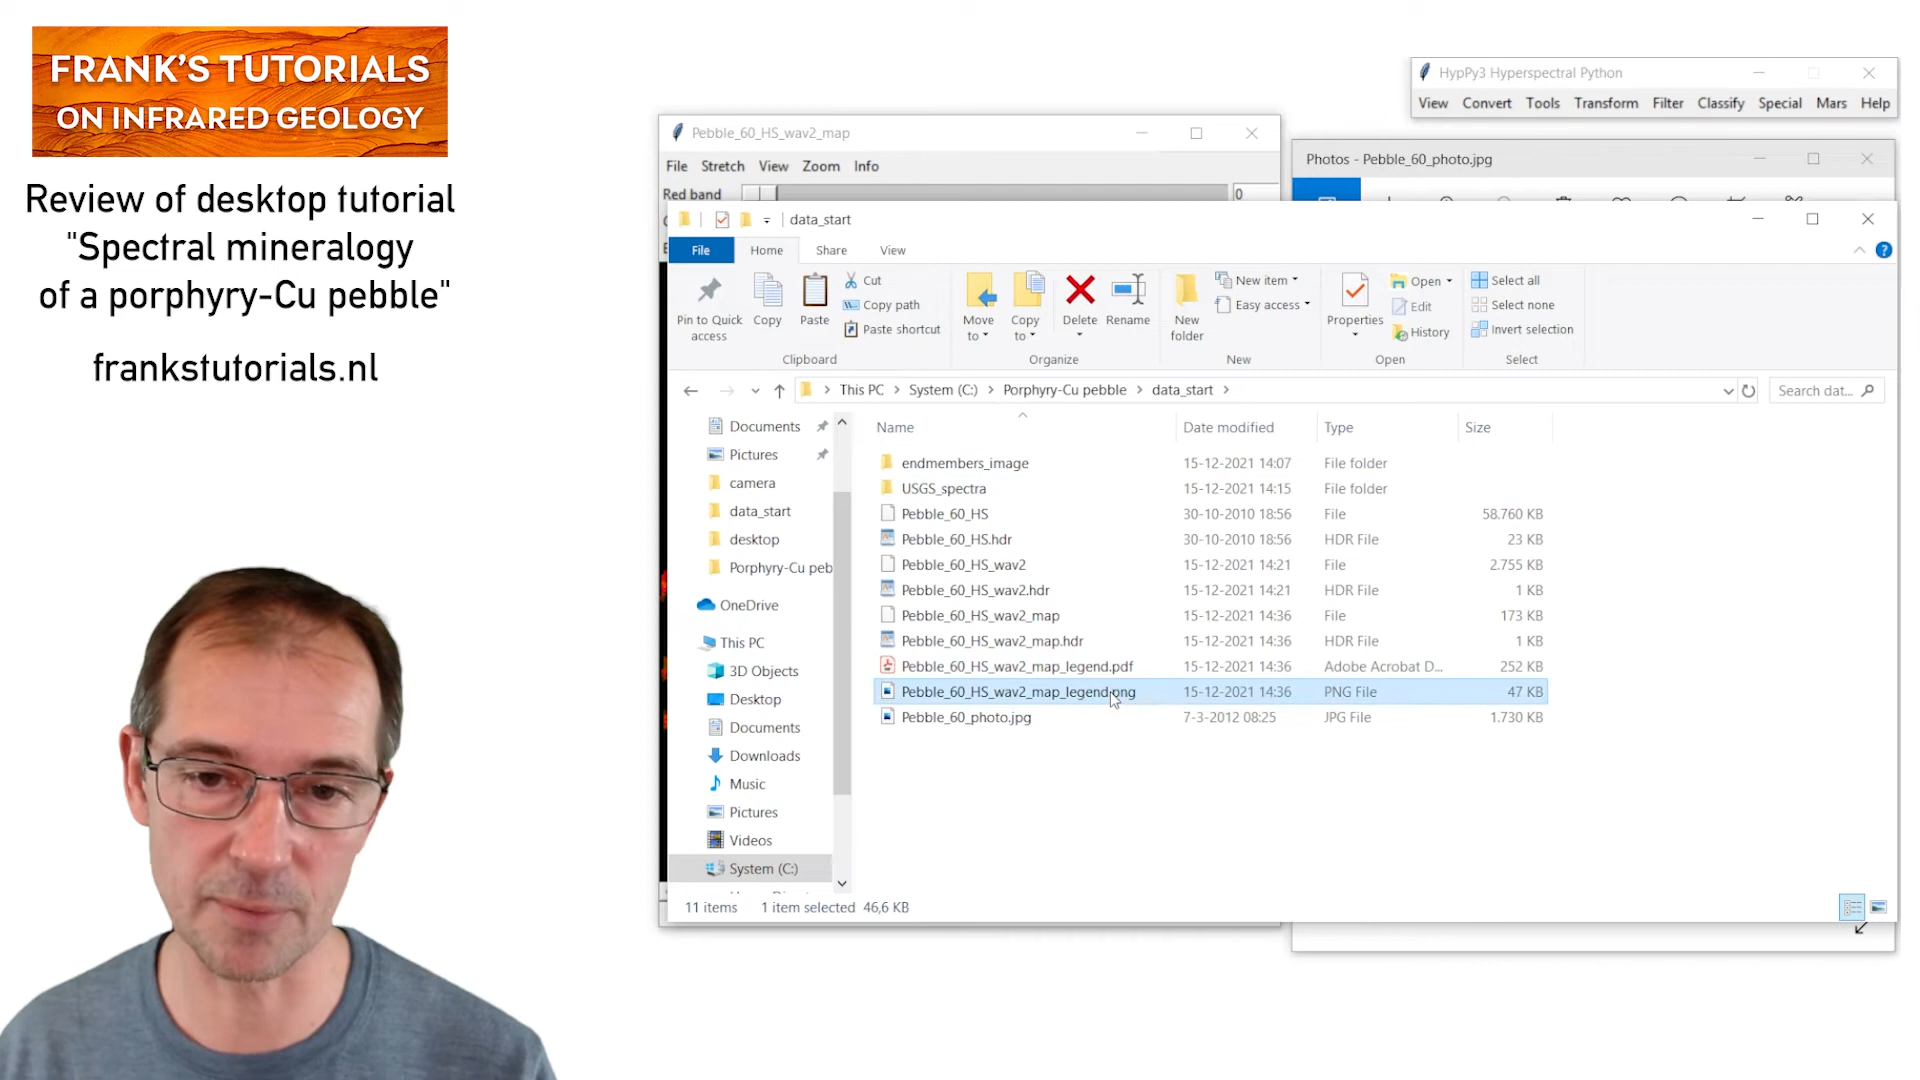 FRANK'S TUTORIALS
ON INFRARED GEOLOGY
Review of desktop tutorial
"Spectral mineralogy
of a porphyry-Cu pebble"
frankstutorials.nl
HypPy3 Hyperspectral Python
View Convert Tools Transform Filter Classify Special Mars Help
Pebble_60_HS_wav2_map
File Stretch View Zoom Info
Red band 0
Photos - Pebble_60_photo.jpg
data_start
File Home Share View
Pin to Quick access
Copy
Paste
Cut
Copy path
Paste shortcut
Clipboard
Move to
Copy to
Delete
Rename
Organize
New folder
New item
Easy access
New
Properties
Open
Edit
History
Open
Select all
Select none
Invert selection
Select
This PC > System (C:) > Porphyry-Cu pebble > data_start >
Search dat...
Documents
Pictures
camera
data_start
desktop
Porphyry-Cu peb
OneDrive
This PC
3D Objects
Desktop
Documents
Downloads
Music
Pictures
Videos
System (C:)
Name Date modified Type Size
endmembers_image 15-12-2021 14:07 File folder
USGS_spectra 15-12-2021 14:15 File folder
Pebble_60_HS 30-10-2010 18:56 File 58.760 KB
Pebble_60_HS.hdr 30-10-2010 18:56 HDR File 23 KB
Pebble_60_HS_wav2 15-12-2021 14:21 File 2.755 KB
Pebble_60_HS_wav2.hdr 15-12-2021 14:21 HDR File 1 KB
Pebble_60_HS_wav2_map 15-12-2021 14:36 File 173 KB
Pebble_60_HS_wav2_map.hdr 15-12-2021 14:36 HDR File 1 KB
Pebble_60_HS_wav2_map_legend.pdf 15-12-2021 14:36 Adobe Acrobat D... 252 KB
Pebble_60_HS_wav2_map_legend.png 15-12-2021 14:36 PNG File 47 KB
Pebble_60_photo.jpg 7-3-2012 08:25 JPG File 1.730 KB
11 items 1 item selected 46,6 KB